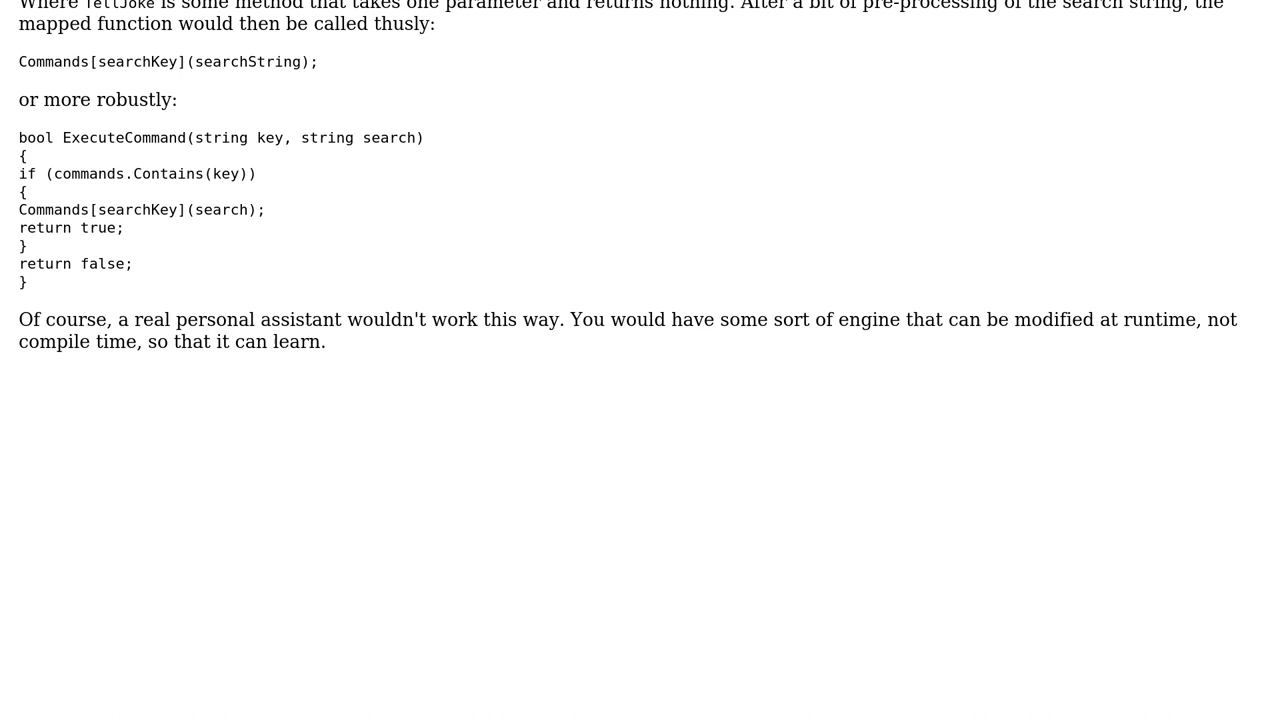 Where TellJoke is some method that takes one parameter and returns nothing. After a bit of pre-processing of the search string, the
mapped function would then be called thusly:
Commands[searchKey](searchString);
or more robustly:
bool ExecuteCommand(string key, string search)
{
if (commands.Contains(key))
{
Commands[searchKey](search);
return true;
}
return false;
}
Of course, a real personal assistant wouldn't work this way. You would have some sort of engine that can be modified at runtime, not
compile time, so that it can learn.